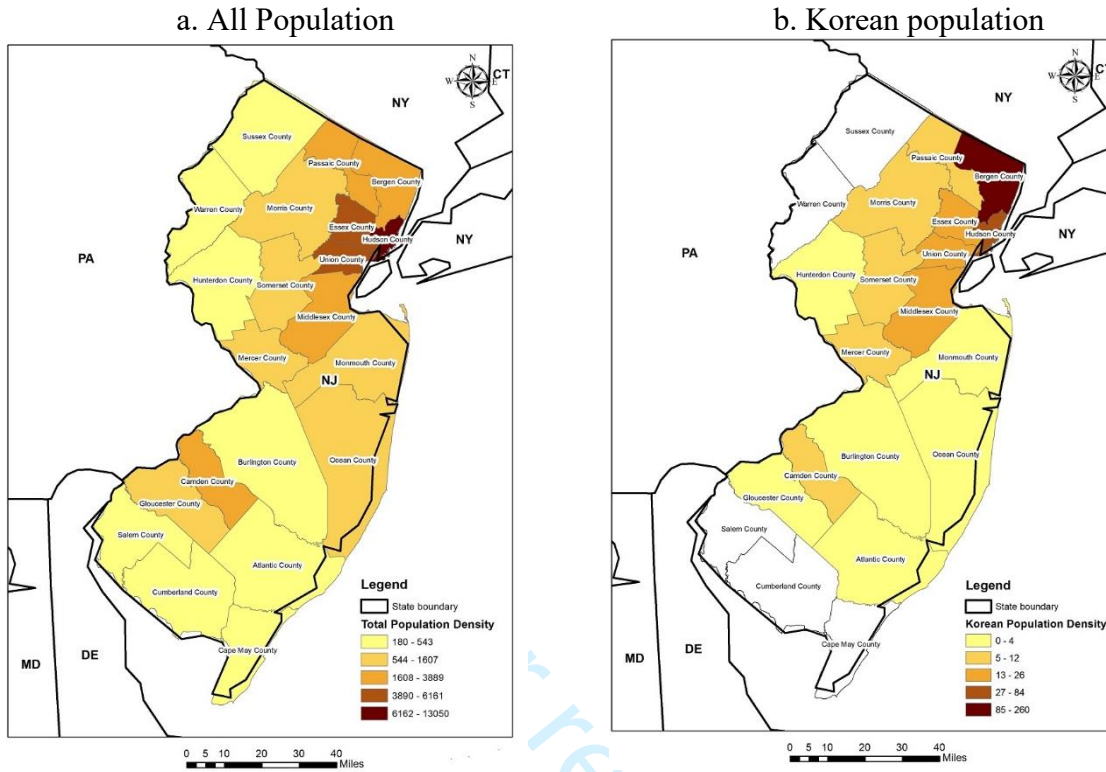 a. All Population
N
W E
S
CT
NY
Sussex County
Passaic County
Bergen County
Warren County
Morris County
Essex County
Hudson County
NY
Union County
PA
Hunterdon County
Somerset County
Middlesex County
Mercer County
Monmouth County
NJ
Ocean County
Burlington County
Camden County
Gloucester County
Salem County
Atlantic County
Cumberland County
Cape May County
MD
DE
Legend
State boundary
Total Population Density
180 - 543
544 - 1607
1608 - 3889
3890 - 6161
6162 - 13050
0 5 10 20 30 40
Miles
b. Korean population
N
W E
S
CT
NY
Sussex County
Passaic County
Bergen County
Warren County
Morris County
Essex County
Hudson County
NY
Union County
PA
Hunterdon County
Somerset County
Middlesex County
Mercer County
Monmouth County
NJ
Ocean County
Burlington County
Camden County
Gloucester County
Salem County
Atlantic County
Cumberland County
Cape May County
MD
DE
Legend
State boundary
Korean Population Density
0 - 4
5 - 12
13 - 26
27 - 84
85 - 260
0 5 10 20 30 40
Miles